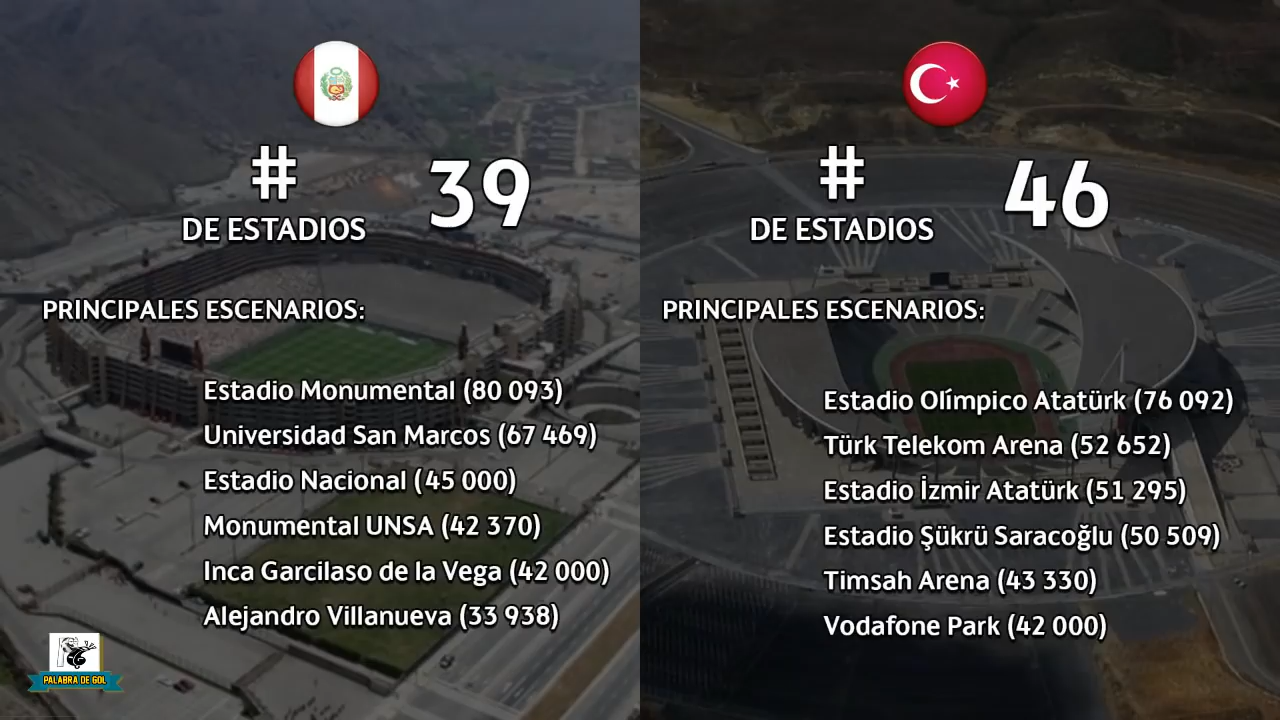 #
DE ESTADIOS
39
PRINCIPALES ESCENARIOS:
Estadio Monumental (80 093)
Universidad San Marcos (67 469)
Estadio Nacional (45 000)
Monumental UNSA (42 370)
Inca Garcilaso de la Vega (42 000)
Alejandro Villanueva (33 938)
PALABRA DE GOL
#
DE ESTADIOS
46
PRINCIPALES ESCENARIOS:
Estadio Olímpico Atatürk (76 092)
Türk Telekom Arena (52 652)
Estadio İzmir Atatürk (51 295)
Estadio Şükrü Saracoğlu (50 509)
Timsah Arena (43 330)
Vodafone Park (42 000)